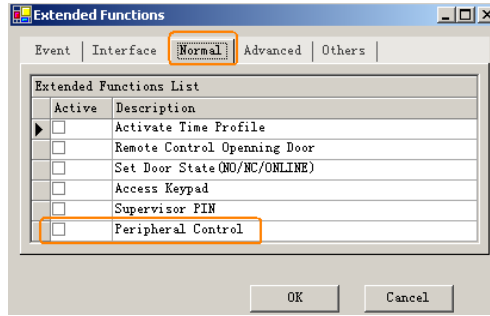 Extended Functions
Event Interface Normal Advanced Others
Extended Functions List
Active Description
Activate Time Profile
Remote Control Openning Door
Set Door State(NO/NC/ONLINE)
Access Keypad
Supervisor PIN
Peripheral Control
OK Cancel